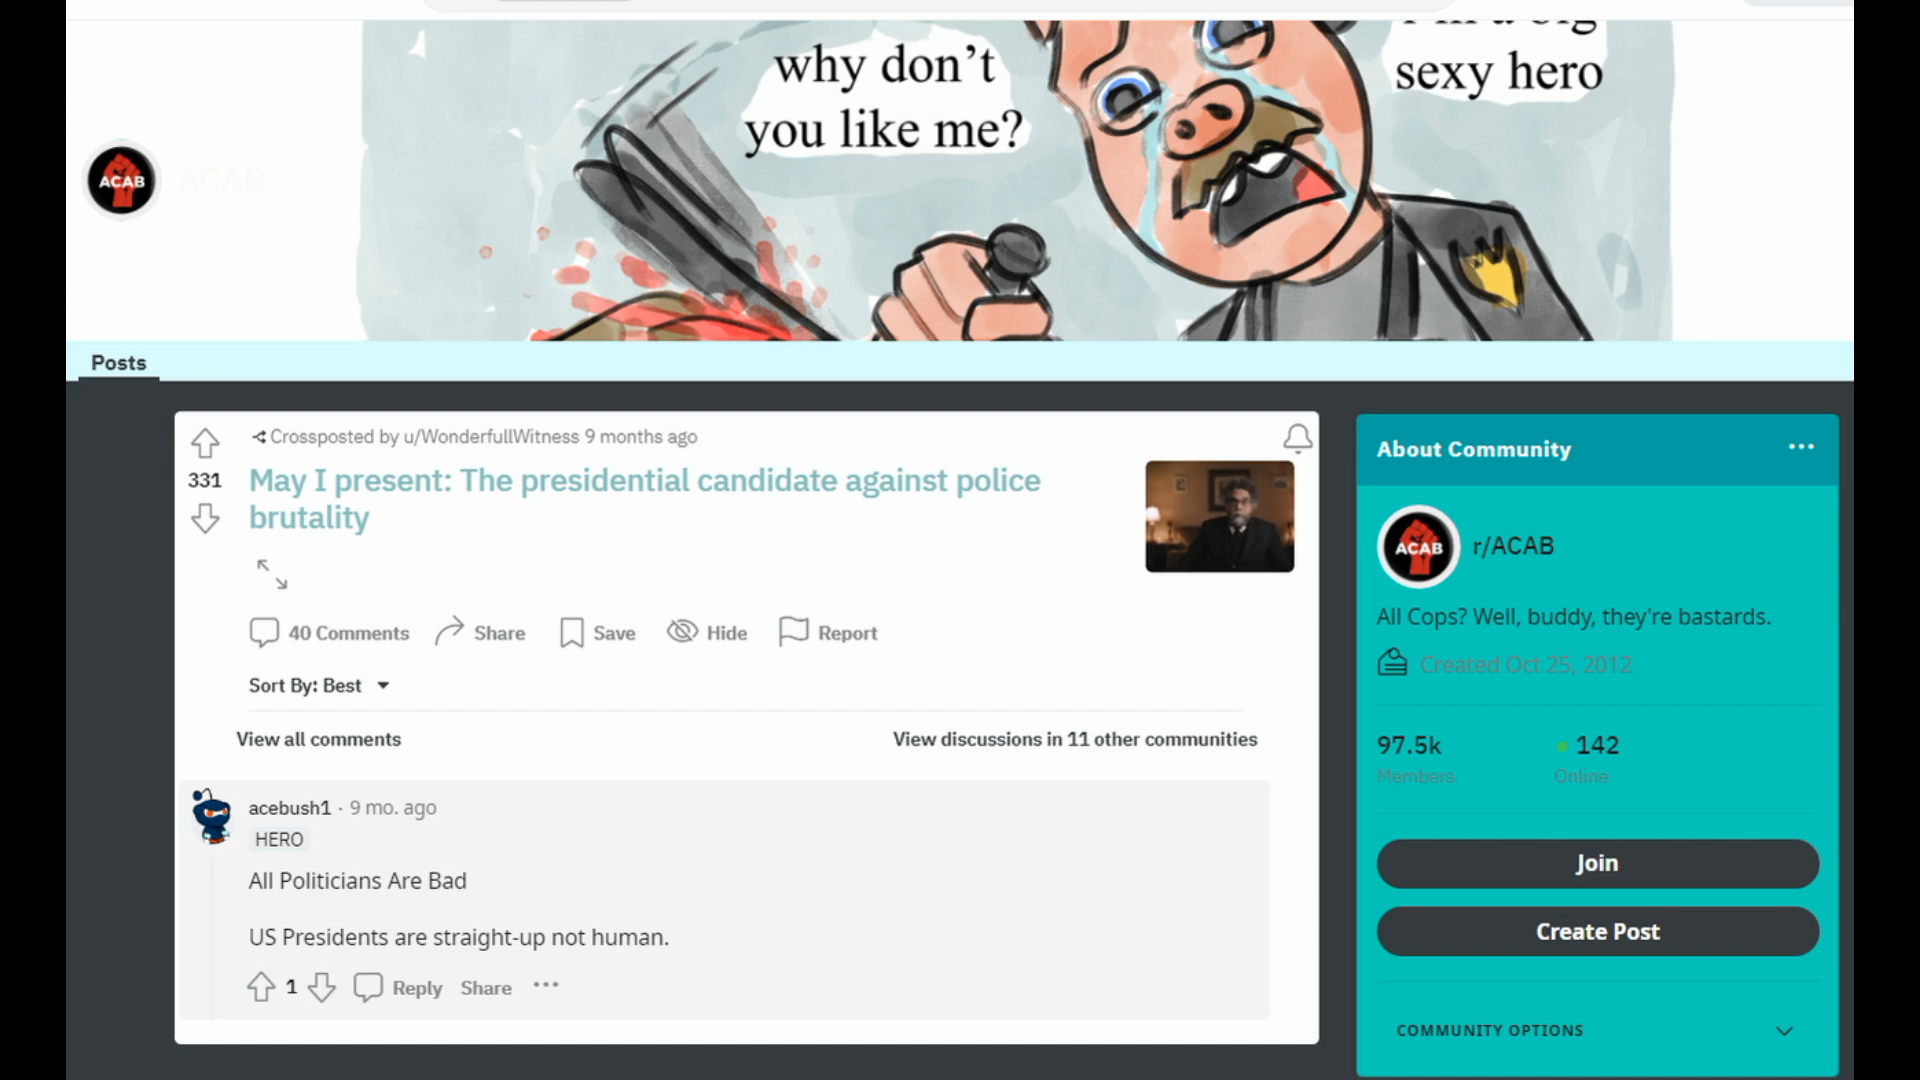 why don't
you like me?
I'm a big
sexy hero
ACAB
ACAB
Posts
Crossposted by u/WonderfullWitness 9 months ago
331
May I present: The presidential candidate against police
brutality
40 Comments
Share
Save
Hide
Report
Sort By: Best
View all comments
View discussions in 11 other communities
acebush1 · 9 mo. ago
HERO
All Politicians Are Bad
US Presidents are straight-up not human.
1
Reply
Share
About Community
ACAB
r/ACAB
All Cops? Well, buddy, they're bastards.
Created Oct 25, 2012
97.5k
142
Members
Online
Join
Create Post
COMMUNITY OPTIONS